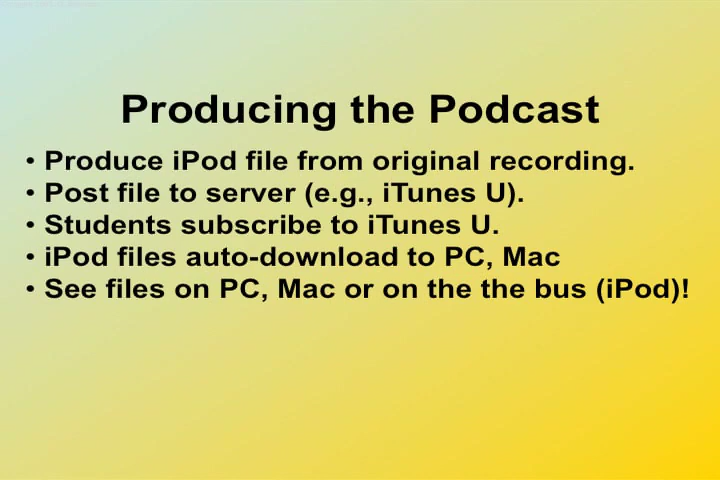 Producing the Podcast
• Produce iPod file from original recording.
• Post file to server (e.g., iTunes U).
• Students subscribe to iTunes U.
• iPod files auto-download to PC, Mac
• See files on PC, Mac or on the the bus (iPod)!